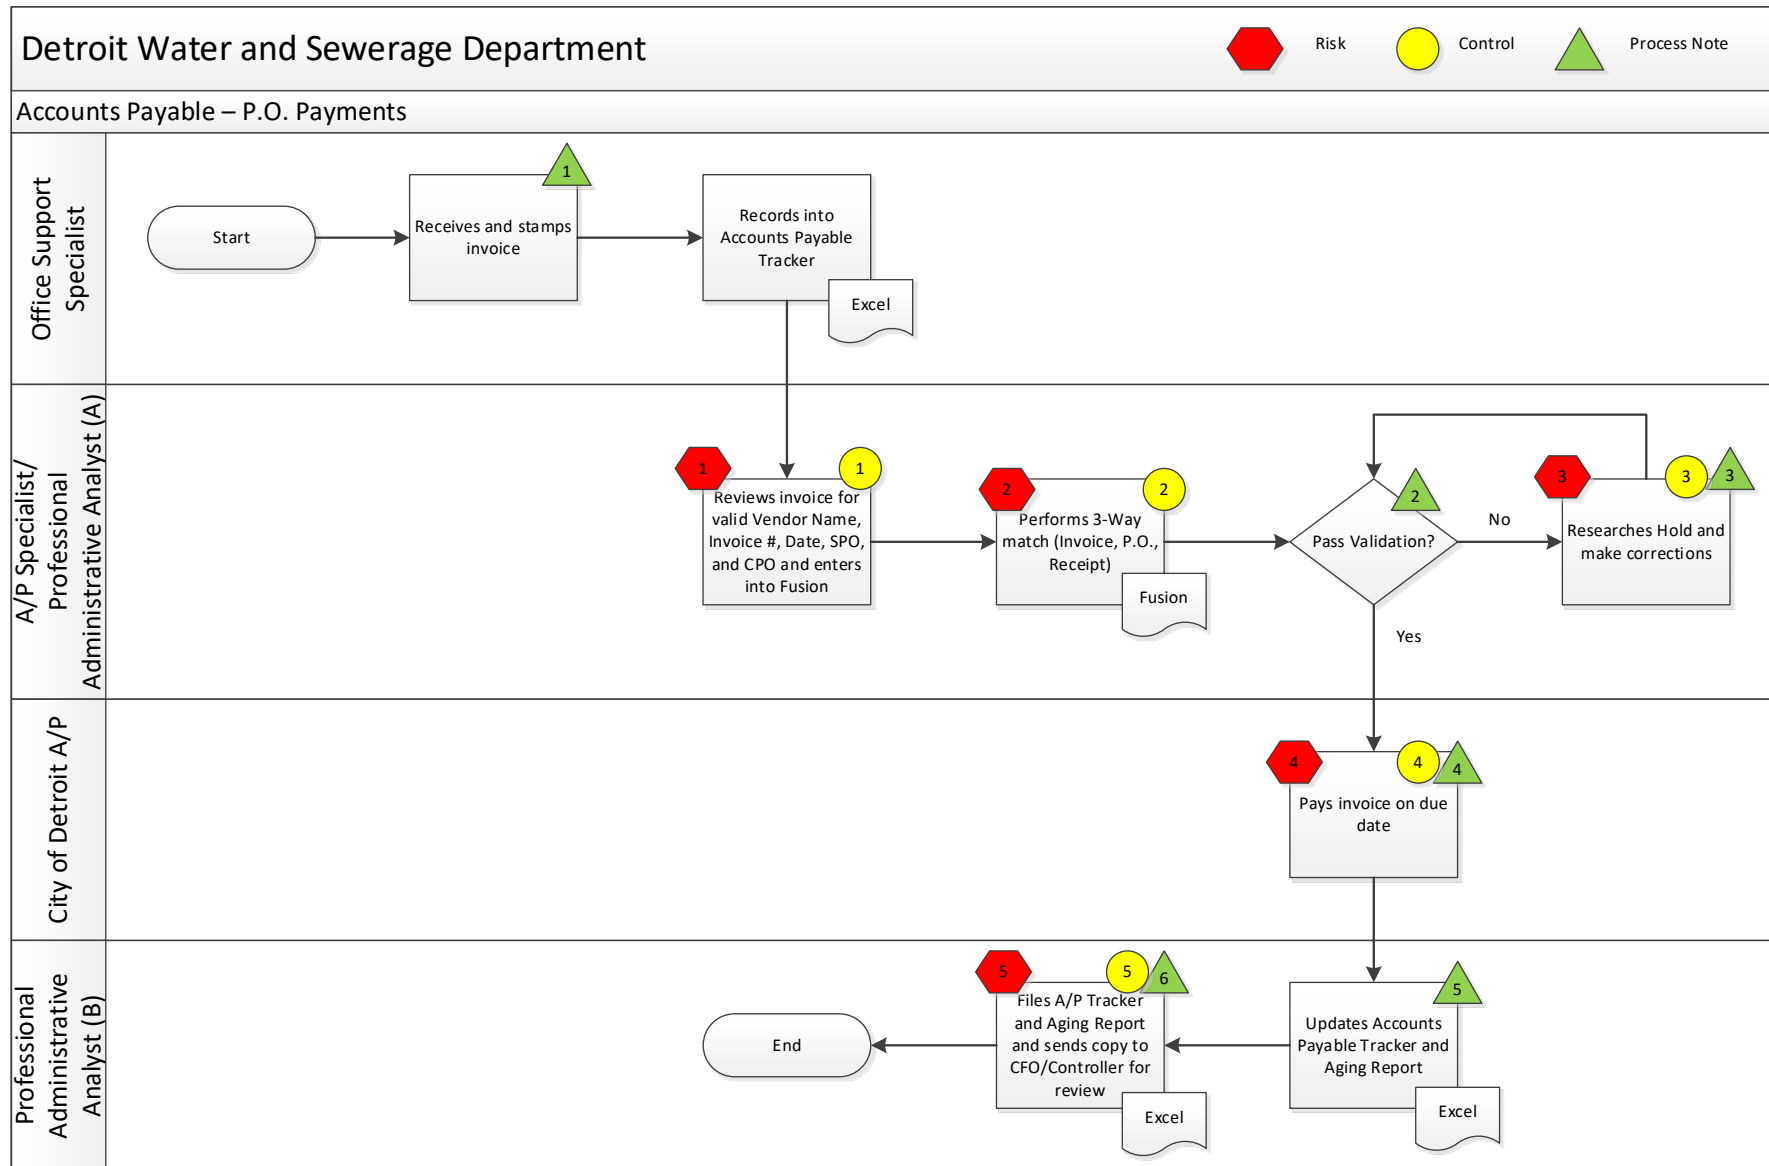 Detroit Water and Sewerage Department
Risk
Control
Process Note
Accounts Payable – P.O. Payments
Office Support
Specialist
Start
1
Receives and stamps
invoice
Records into
Accounts Payable
Tracker
Excel
A/P Specialist/
Professional
Administrative Analyst (A)
1
1
Reviews invoice for
valid Vendor Name,
Invoice #, Date, SPO,
and CPO and enters
into Fusion
2
2
Performs 3-Way
match (Invoice, P.O.,
Receipt)
Fusion
2
Pass Validation?
No
Yes
3
3
3
Researches Hold and
make corrections
City of Detroit A/P
4
4
4
Pays invoice on due
date
Professional
Administrative
Analyst (B)
5
Updates Accounts
Payable Tracker and
Aging Report
Excel
5
5
6
Files A/P Tracker
and Aging Report
and sends copy to
CFO/Controller for
review
Excel
End